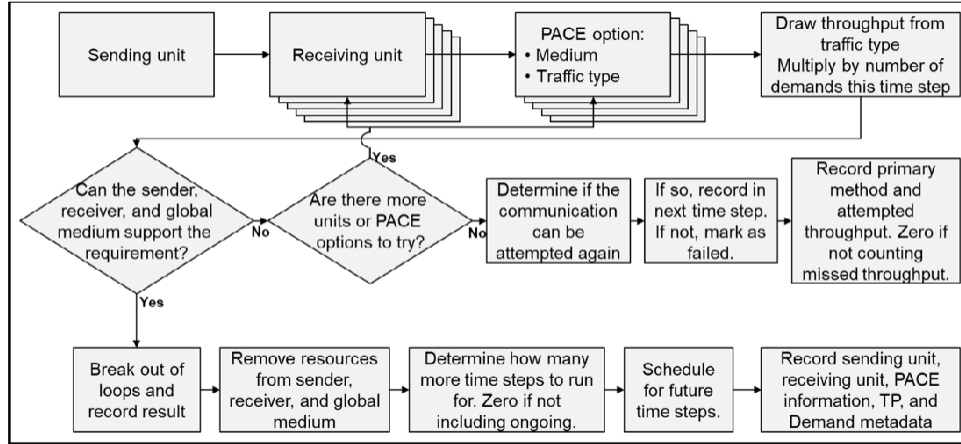 Sending unit
Receiving unit
PACE option:
• Medium
• Traffic type
Draw throughput from
traffic type
Multiply by number of
demands this time step
Can the sender,
receiver, and global
medium support the
requirement?
No
Yes
Are there more
units or PACE
options to try?
Yes
No
Determine if the
communication
can be
attempted again
If so, record in
next time step.
If not, mark as
failed.
Record primary
method and
attempted
throughput. Zero if
not counting
missed throughput.
Break out of
loops and
record result
Remove resources
from sender,
receiver, and global
medium
Determine how many
more time steps to run
for. Zero if not
including ongoing.
Schedule
for future
time steps.
Record sending unit,
receiving unit, PACE
information, TP, and
Demand metadata